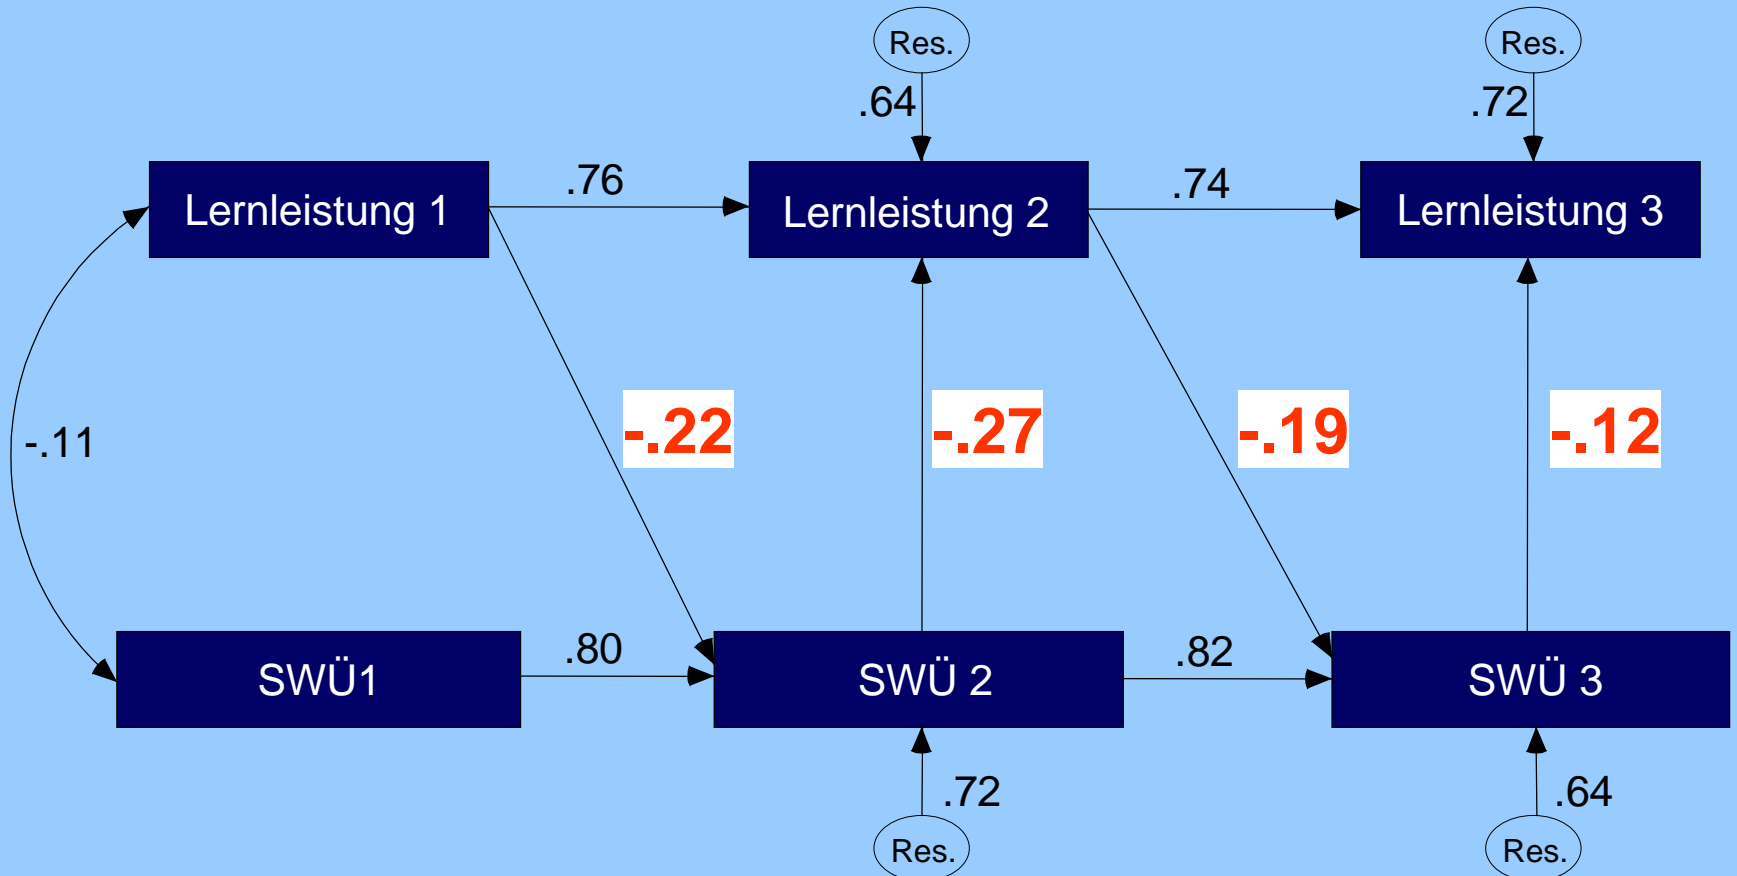 Res.
Res.
.64
.72
.76
.74
Lernleistung 1
Lernleistung 2
Lernleistung 3
-.11
-.22
-.27
-.19
-.12
.80
.82
SWÜ1
SWÜ 2
SWÜ 3
.72
.64
Res.
Res.